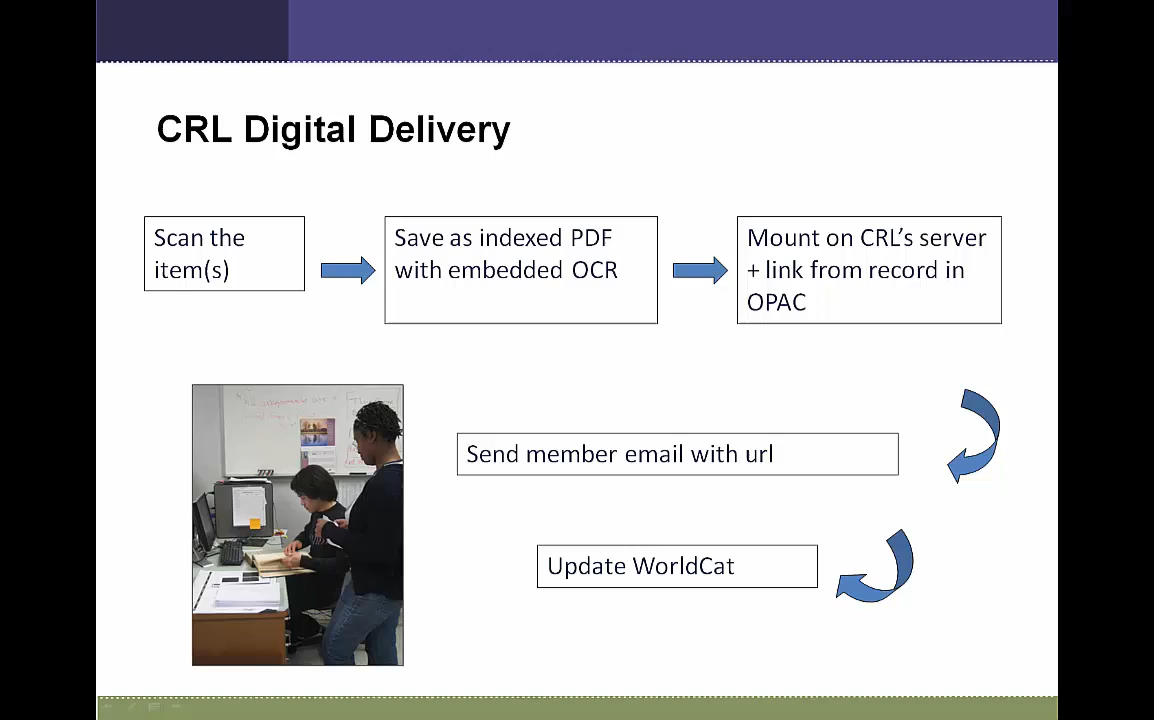 CRL Digital Delivery
Scan the
item(s)
Save as indexed PDF
with embedded OCR
Mount on CRL’s server
+ link from record in
OPAC
Send member email with url
Update WorldCat